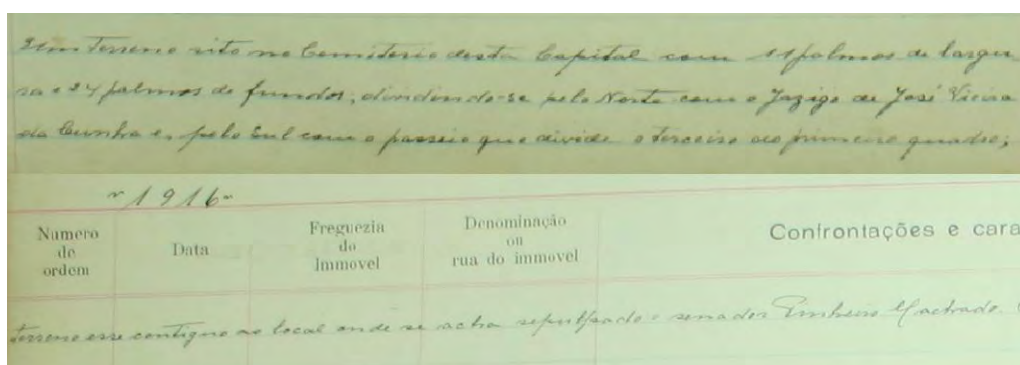 Um Terreno sito no Cemiterio desta Capital com 11 palmos de largu
ra e 24 palmos de fundos, dividindo-se pelo Norte com o Jazigo de José Vieira
da Cunha e, pelo Sul com o passeio que divide o terceiro do primeiro quadro;
1916
Numero de ordem
Data
Freguezia do Immovel
Denominação ou rua do immovel
Confrontações e cara
terreno esse contiguo ao local onde se acha sepultado o senador Pinheiro Machado.